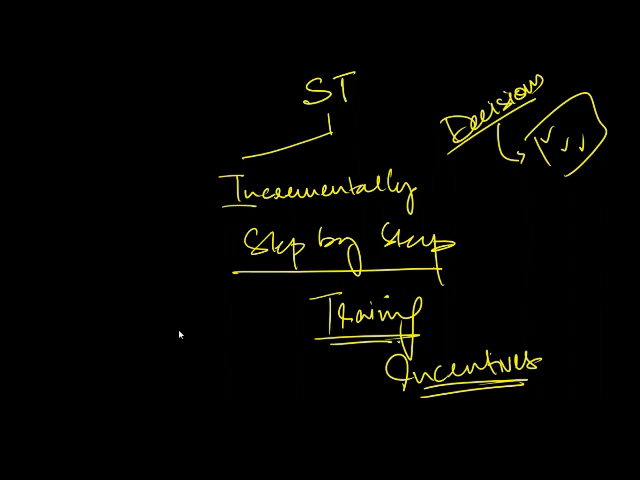 ST
Decisions
Incrementally
Step by Step
Training
Incentives